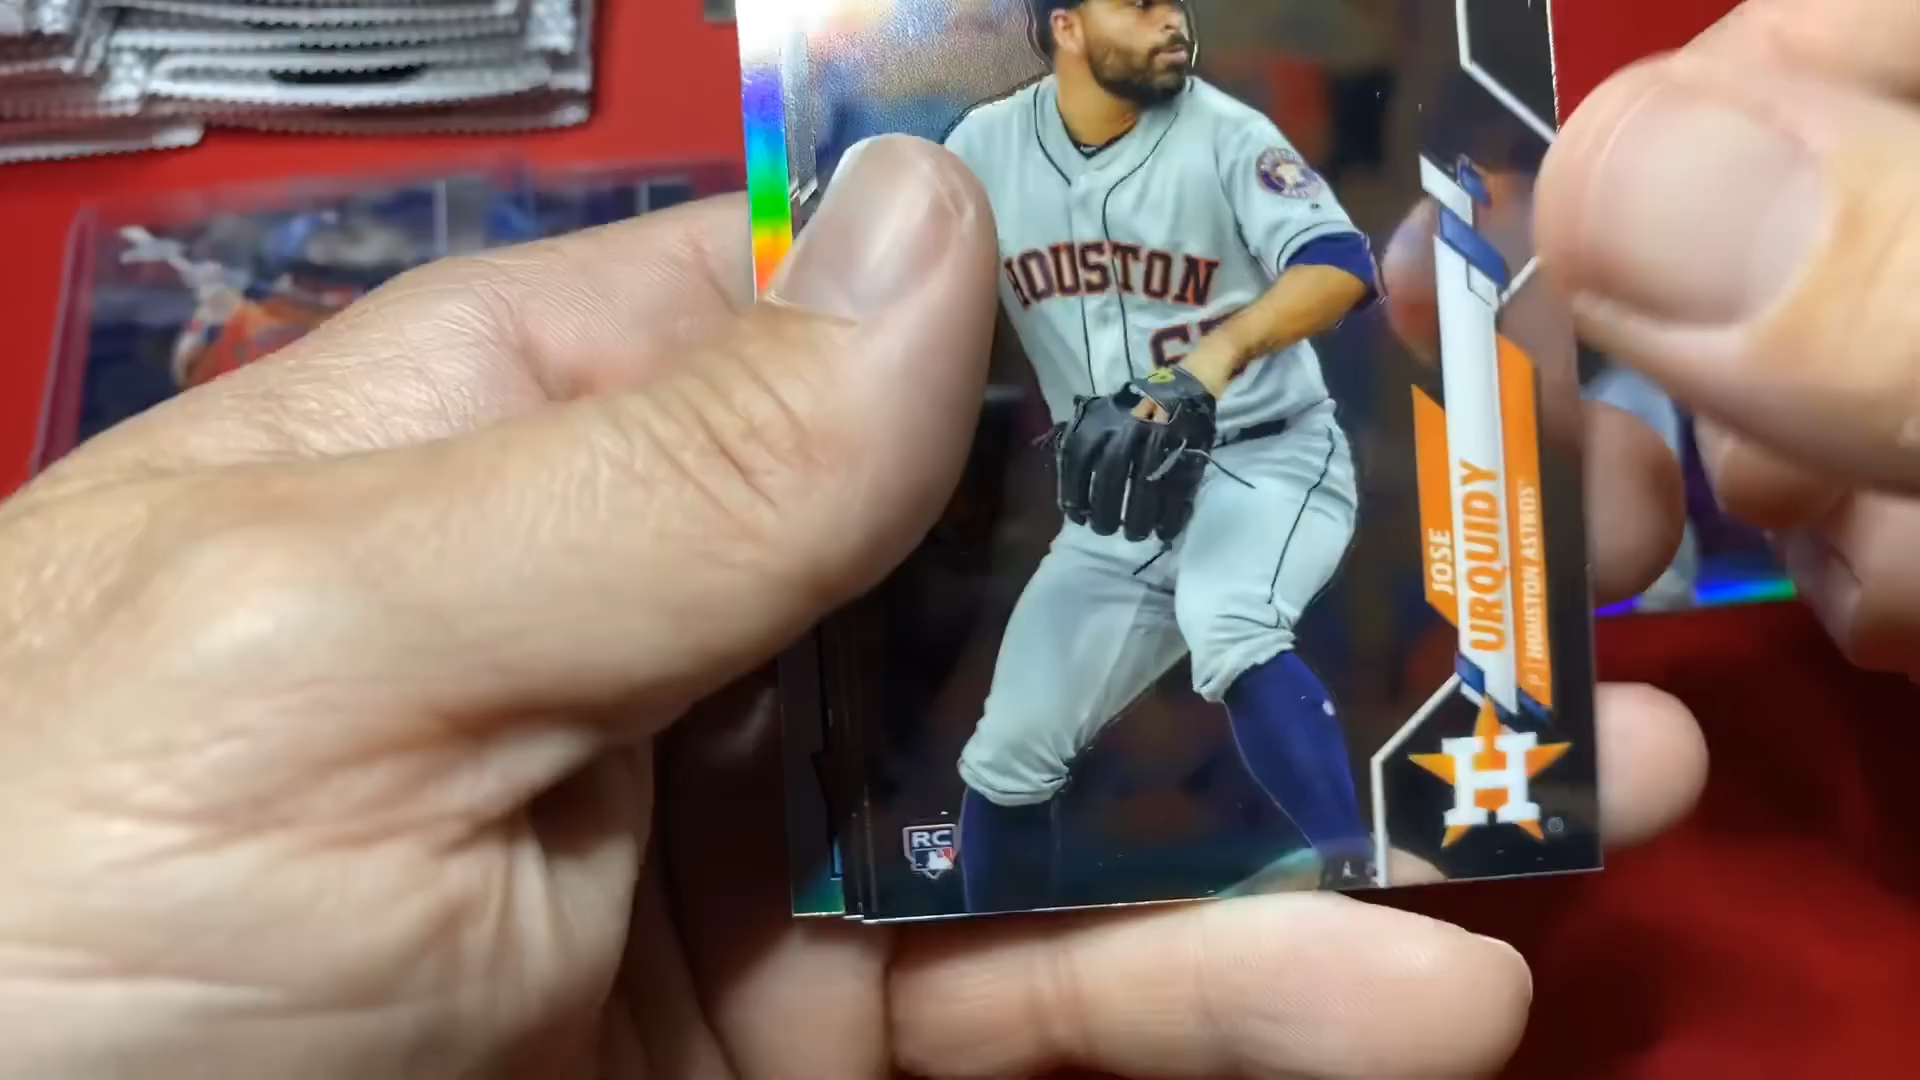 HOUSTON
JOSE
URQUIDY
P | HOUSTON ASTROS
H
RC